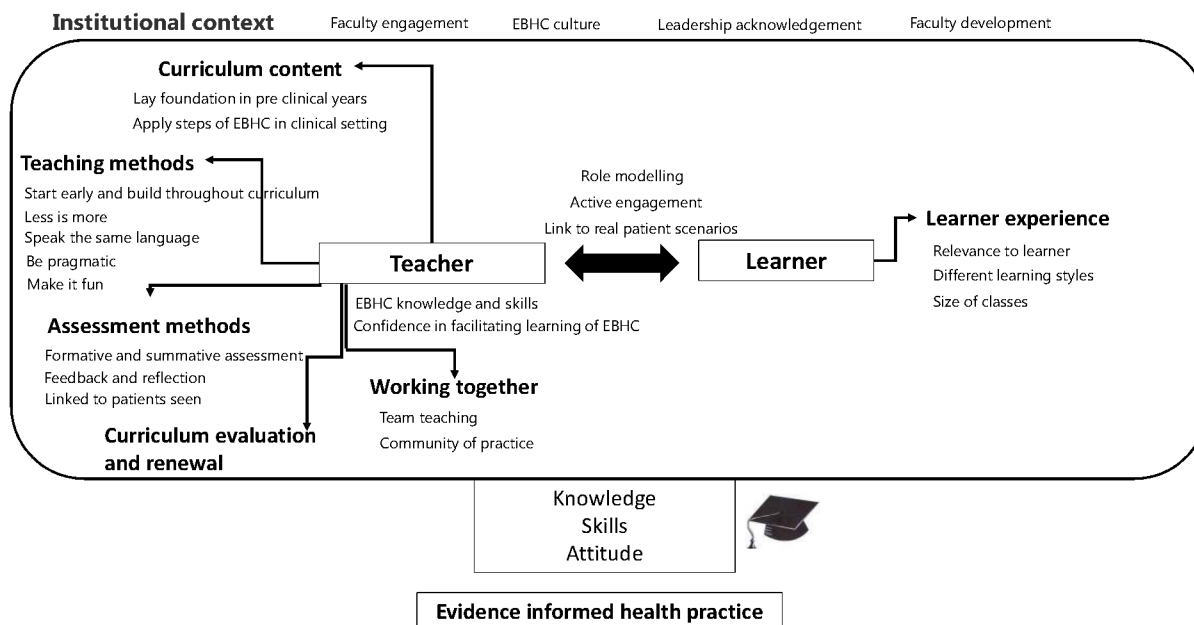 Institutional context
Faculty engagement
EBHC culture
Leadership acknowledgement
Faculty development
Curriculum content
Lay foundation in pre clinical years
Apply steps of EBHC in clinical setting
Teaching methods
Start early and build throughout curriculum
Less is more
Speak the same language
Be pragmatic
Make it fun
Role modelling
Active engagement
Link to real patient scenarios
Teacher
Learner
Learner experience
Relevance to learner
Different learning styles
Size of classes
EBHC knowledge and skills
Confidence in facilitating learning of EBHC
Assessment methods
Formative and summative assessment
Feedback and reflection
Linked to patients seen
Working together
Team teaching
Community of practice
Curriculum evaluation
and renewal
Knowledge
Skills
Attitude
Evidence informed health practice